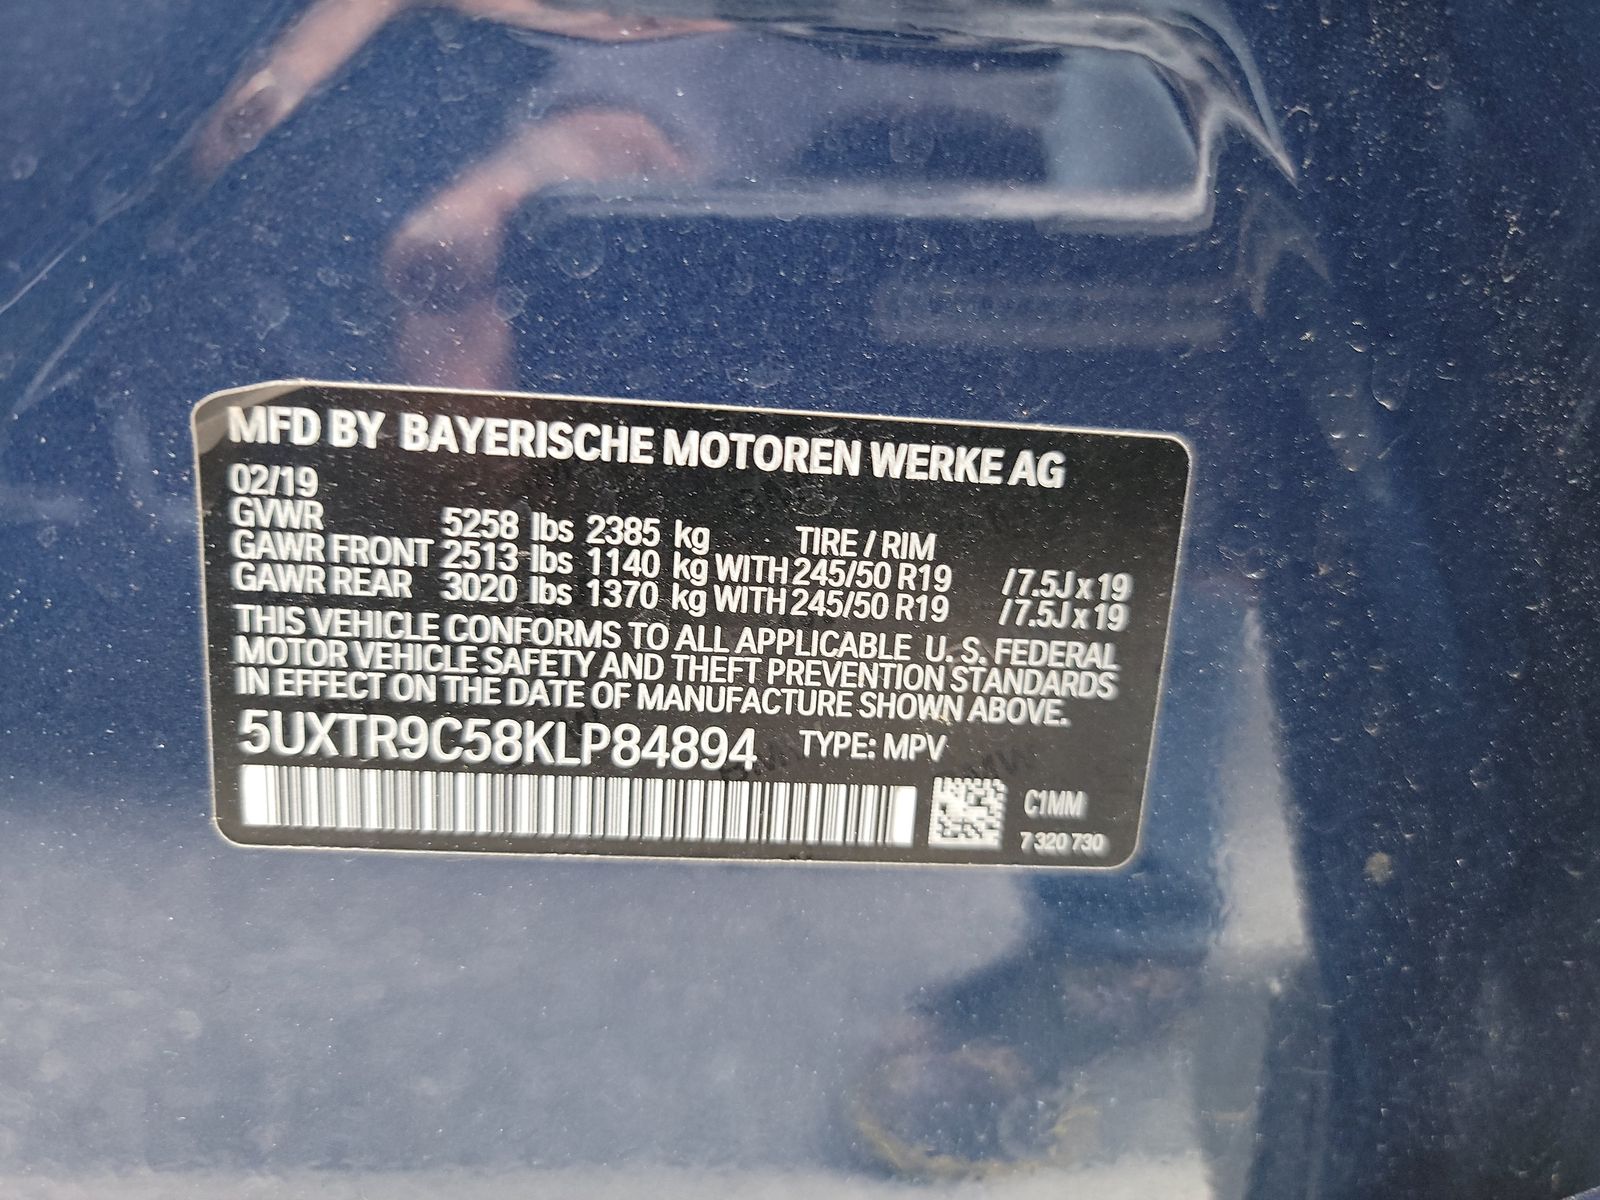 MFD BY BAYERISCHE MOTOREN WERKE AG
02/19
GVWR 5258 lbs 2385 kg TIRE / RIM
GAWR FRONT 2513 lbs 1140 kg WITH 245/50 R19 / 7.5J x 19
GAWR REAR 3020 lbs 1370 kg WITH 245/50 R19 / 7.5J x 19
THIS VEHICLE CONFORMS TO ALL APPLICABLE U. S. FEDERAL
MOTOR VEHICLE SAFETY AND THEFT PREVENTION STANDARDS
IN EFFECT ON THE DATE OF MANUFACTURE SHOWN ABOVE.
5UXTR9C58KLP84894 TYPE: MPV
C1MM
7 320 730